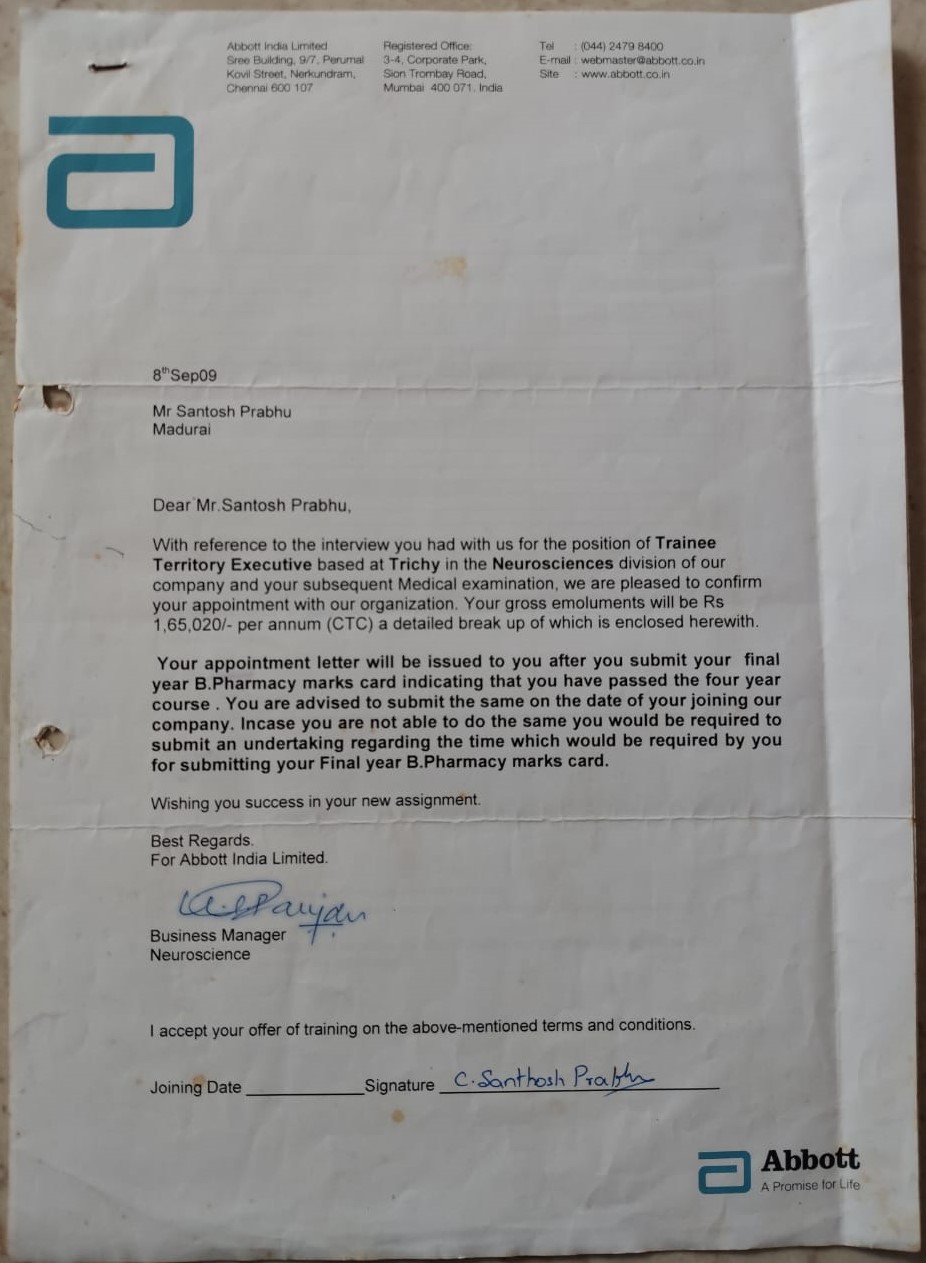 Abbott India Limited
Sree Building, 9/7, Perumal
Kovil Street, Nerkundram,
Chennai 600 107
Registered Office:
3-4, Corporate Park,
Sion Trombay Road,
Mumbai 400 071. India
Tel : (044) 2479 8400
E-mail : webmaster@abbott.co.in
Site : www.abbott.co.in
8thSep09
Mr Santosh Prabhu
Madurai
Dear Mr.Santosh Prabhu,
With reference to the interview you had with us for the position of Trainee
Territory Executive based at Trichy in the Neurosciences division of our
company and your subsequent Medical examination, we are pleased to confirm
your appointment with our organization. Your gross emoluments will be Rs
1,65,020/- per annum (CTC) a detailed break up of which is enclosed herewith.
Your appointment letter will be issued to you after you submit your final
year B.Pharmacy marks card indicating that you have passed the four year
course . You are advised to submit the same on the date of your joining our
company. Incase you are not able to do the same you would be required to
submit an undertaking regarding the time which would be required by you
for submitting your Final year B.Pharmacy marks card.
Wishing you success in your new assignment.
Best Regards.
For Abbott India Limited.
Business Manager
Neuroscience
I accept your offer of training on the above-mentioned terms and conditions.
Joining Date Signature C. Santhosh Prabhu
Abbott
A Promise for Life